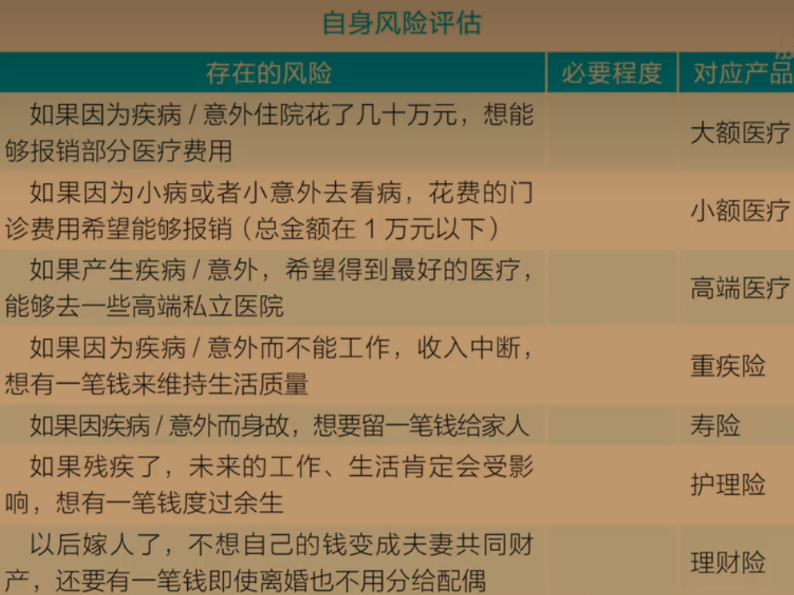 自身风险评估
存在的风险 必要程度 对应产品
如果因为疾病/意外住院花了几十万元，想能
够报销部分医疗费用
大额医疗
如果因为小病或者小意外去看病，花费的门
诊费用希望能够报销（总金额在1万元以下）
小额医疗
如果产生疾病/意外，希望得到最好的医疗，
能够去一些高端私立医院
高端医疗
如果因为疾病/意外而不能工作，收入中断，
想有一笔钱来维持生活质量
重疾险
如果因疾病/意外而身故，想要留一笔钱给家人
寿险
如果残疾了，未来的工作、生活肯定会受影
响，想有一笔钱度过余生
护理险
以后嫁人了，不想自己的钱变成夫妻共同财
产，还要有一笔钱即使离婚也不用分给配偶
理财险